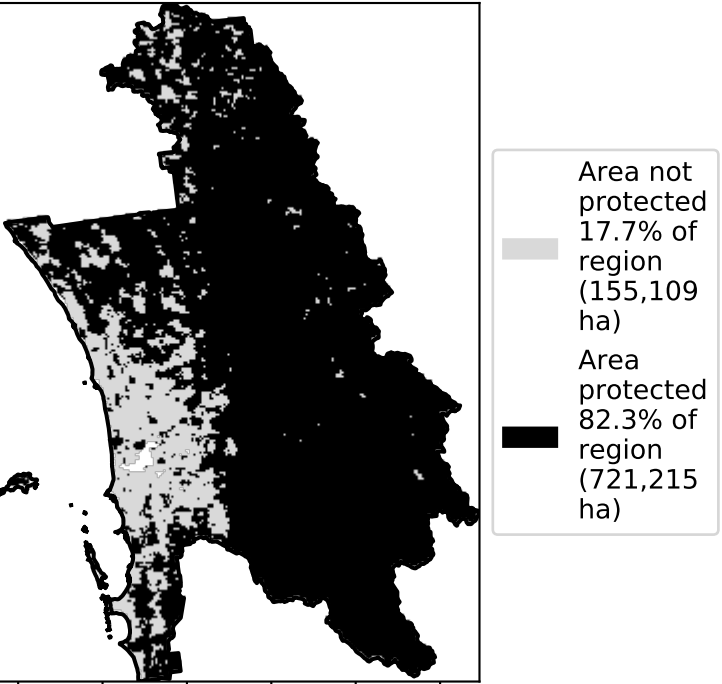 Area not
protected
17.7% of
region
(155,109
ha)
Area
protected
82.3% of
region
(721,215
ha)